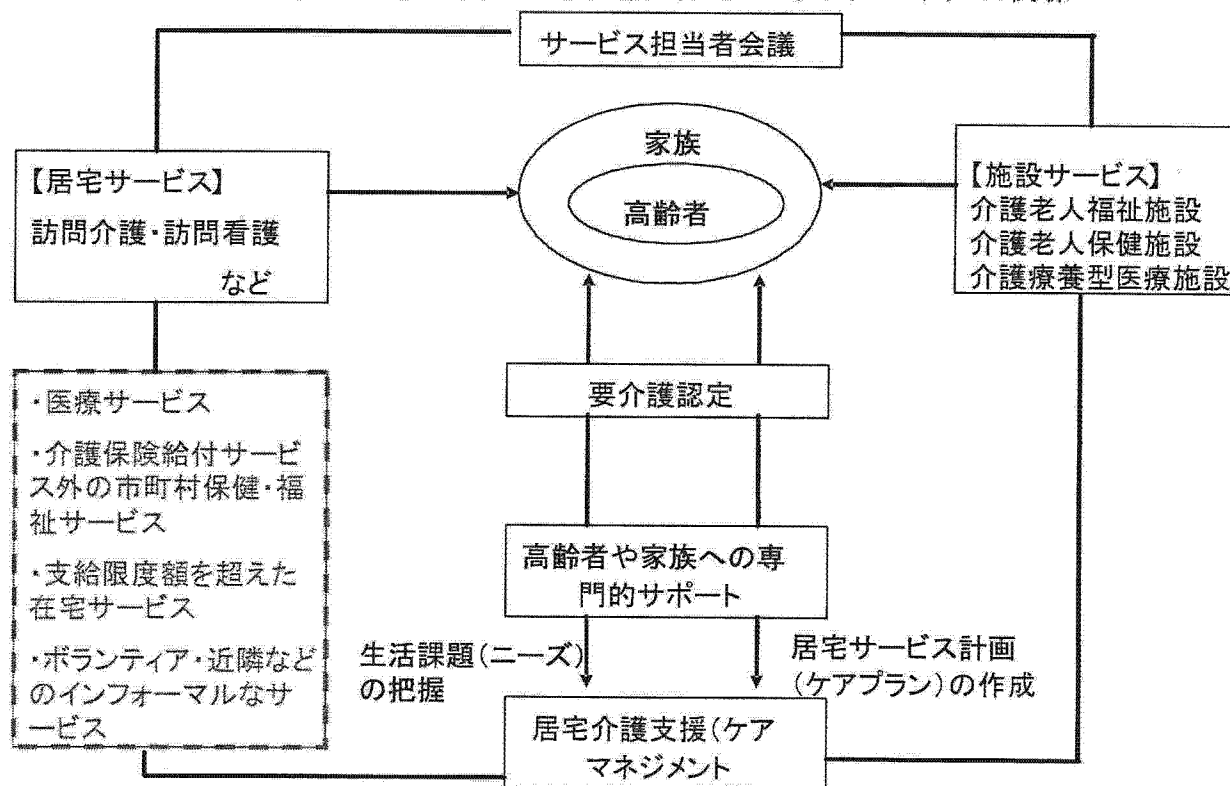 サービス担当者会議
家族
高齢者
【居宅サービス】
訪問介護・訪問看護
など
【施設サービス】
介護老人福祉施設
介護老人保健施設
介護療養型医療施設
要介護認定
・医療サービス
・介護保険給付サービ
ス外の市町村保健・福
祉サービス
・支給限度額を超えた
在宅サービス
・ボランティア・近隣など
のインフォーマルなサ
ービス
高齢者や家族への専
門的サポート
生活課題(ニーズ)
の把握
居宅サービス計画
(ケアプラン)の作成
居宅介護支援(ケア
マネジメント